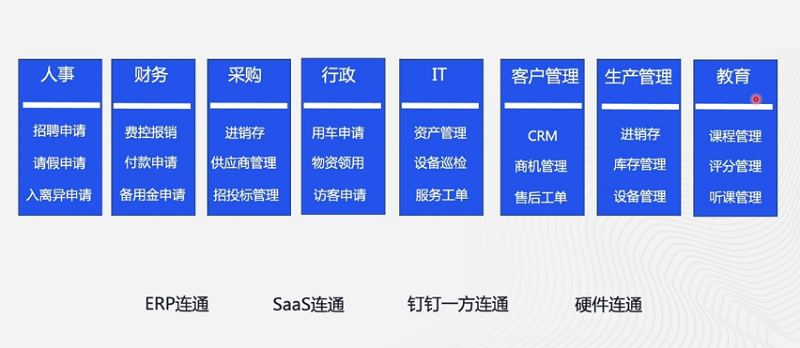 人事
招聘申请
请假申请
入离异申请
财务
费控报销
付款申请
备用金申请
采购
进销存
供应商管理
招投标管理
行政
用车申请
物资领用
访客申请
IT
资产管理
设备巡检
服务工单
客户管理
CRM
商机管理
售后工单
生产管理
进销存
库存管理
设备管理
教育
课程管理
评分管理
听课管理
ERP连通
SaaS连通
钉钉一方连通
硬件连通